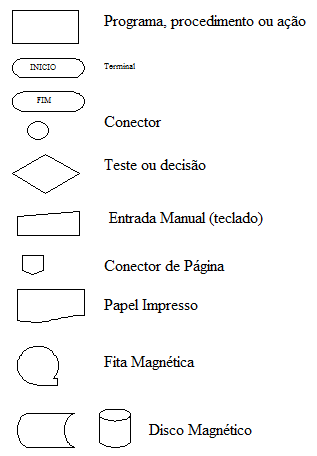 Programa, procedimento ou ação
INICIO
Terminal
FIM
Conector
Teste ou decisão
Entrada Manual (teclado)
Conector de Página
Papel Impresso
Fita Magnética
Disco Magnético